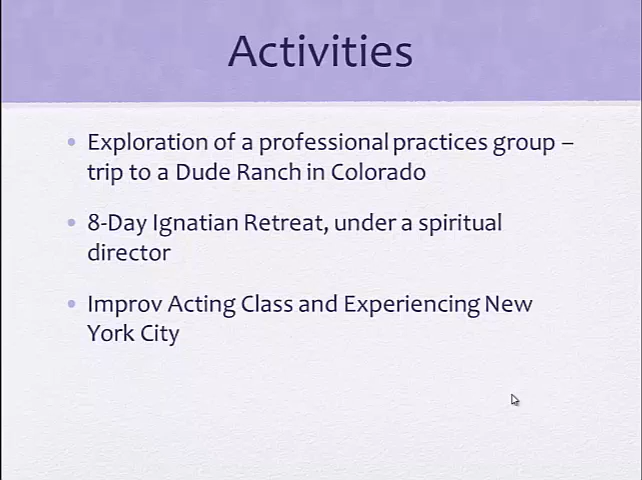 Activities
• Exploration of a professional practices group –
trip to a Dude Ranch in Colorado
• 8-Day Ignatian Retreat, under a spiritual
director
• Improv Acting Class and Experiencing New
York City